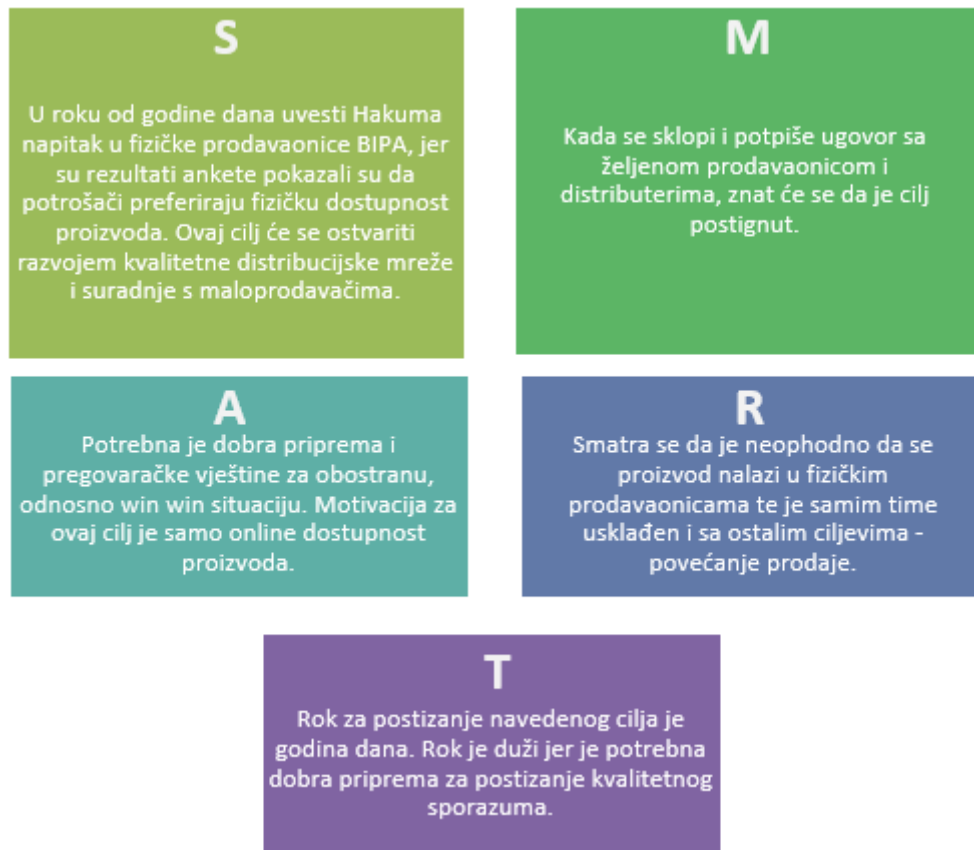 S
U roku od godine dana uvesti Hakuma
napitak u fizičke prodavaonice BIPA, jer
su rezultati ankete pokazali su da
potrošači preferiraju fizičku dostupnost
proizvoda. Ovaj cilj će se ostvariti
razvojem kvalitetne distribucijske mreže
i suradnje s maloprodavačima.
M
Kada se sklopi i potpiše ugovor sa
željenom prodavaonicom i
distributerima, znat će se da je cilj
postignut.
A
Potrebna je dobra priprema i
pregovaračke vještine za obostranu,
odnosno win win situaciju. Motivacija za
ovaj cilj je samo online dostupnost
proizvoda.
R
Smatra se da je neophodno da se
proizvod nalazi u fizičkim
prodavaonicama te je samim time
usklađen i sa ostalim ciljevima -
povećanje prodaje.
T
Rok za postizanje navedenog cilja je
godina dana. Rok je duži jer je potrebna
dobra priprema za postizanje kvalitetnog
sporazuma.